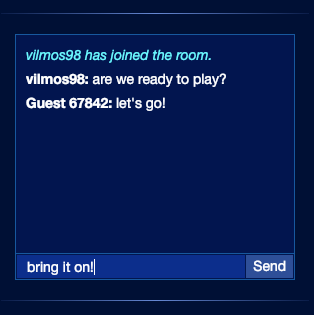 vilmos98 has joined the room.
vilmos98: are we ready to play?
Guest 67842: let's go!
bring it on!
Send